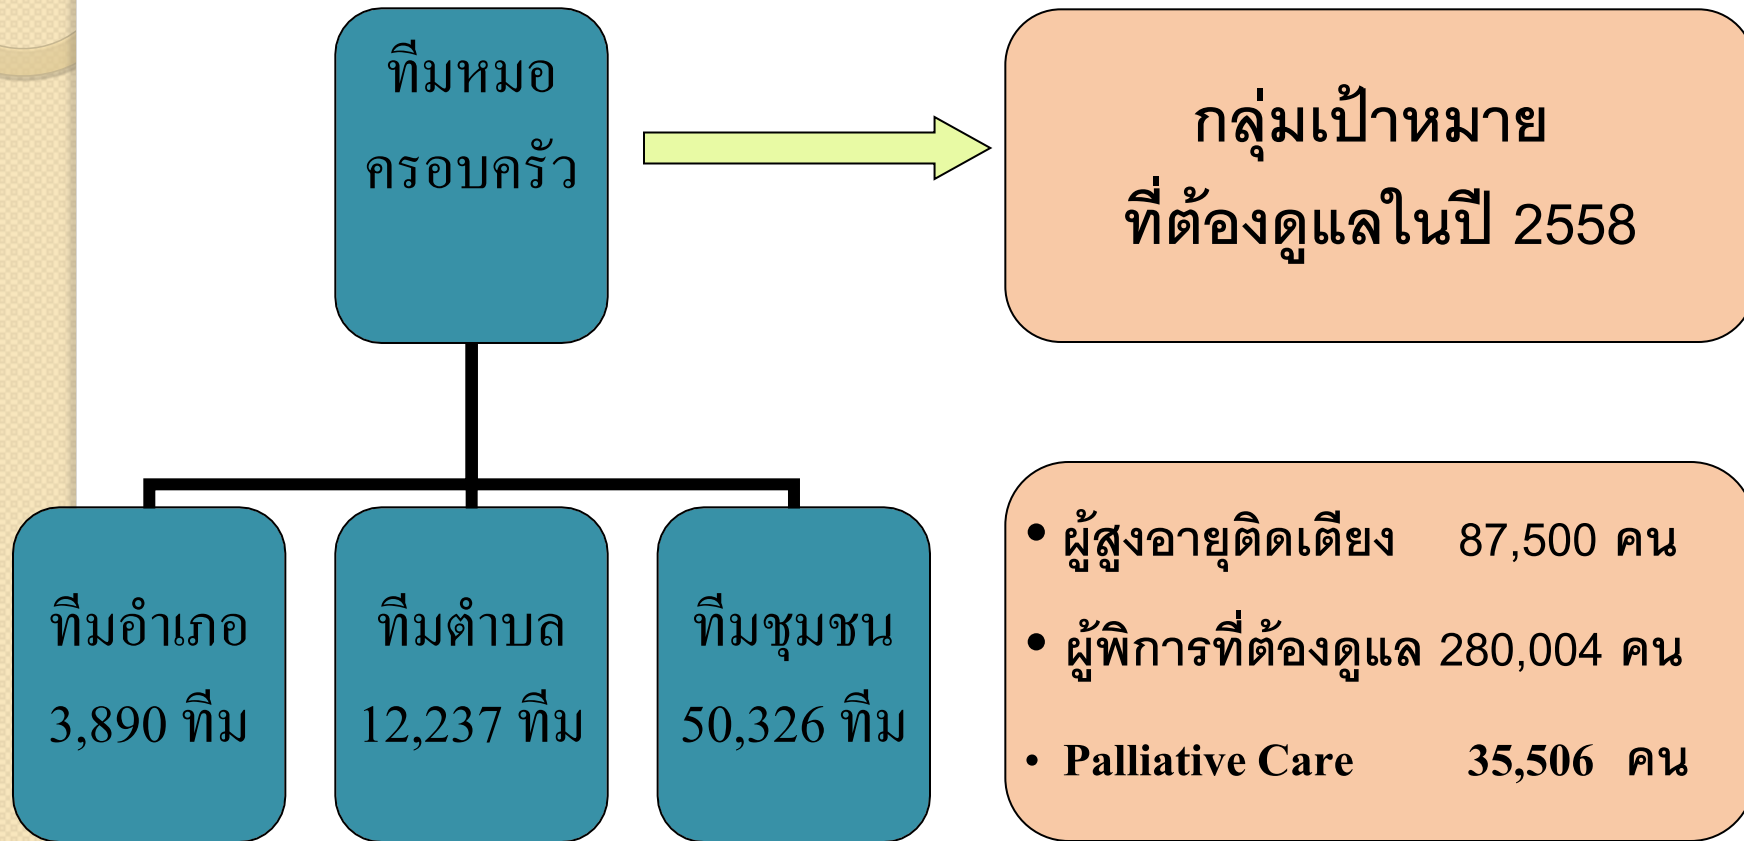 ทีมหมอ
ครอบครัว
กลุ่มเป้าหมาย
ที่ต้องดูแลในปี 2558
ทีมอำเภอ
3,890 ทีม
ทีมตำบล
12,237 ทีม
ทีมชุมชน
50,326 ทีม
• ผู้สูงอายุติดเตียง 87,500 คน
• ผู้พิการที่ต้องดูแล 280,004 คน
• Palliative Care 35,506 คน